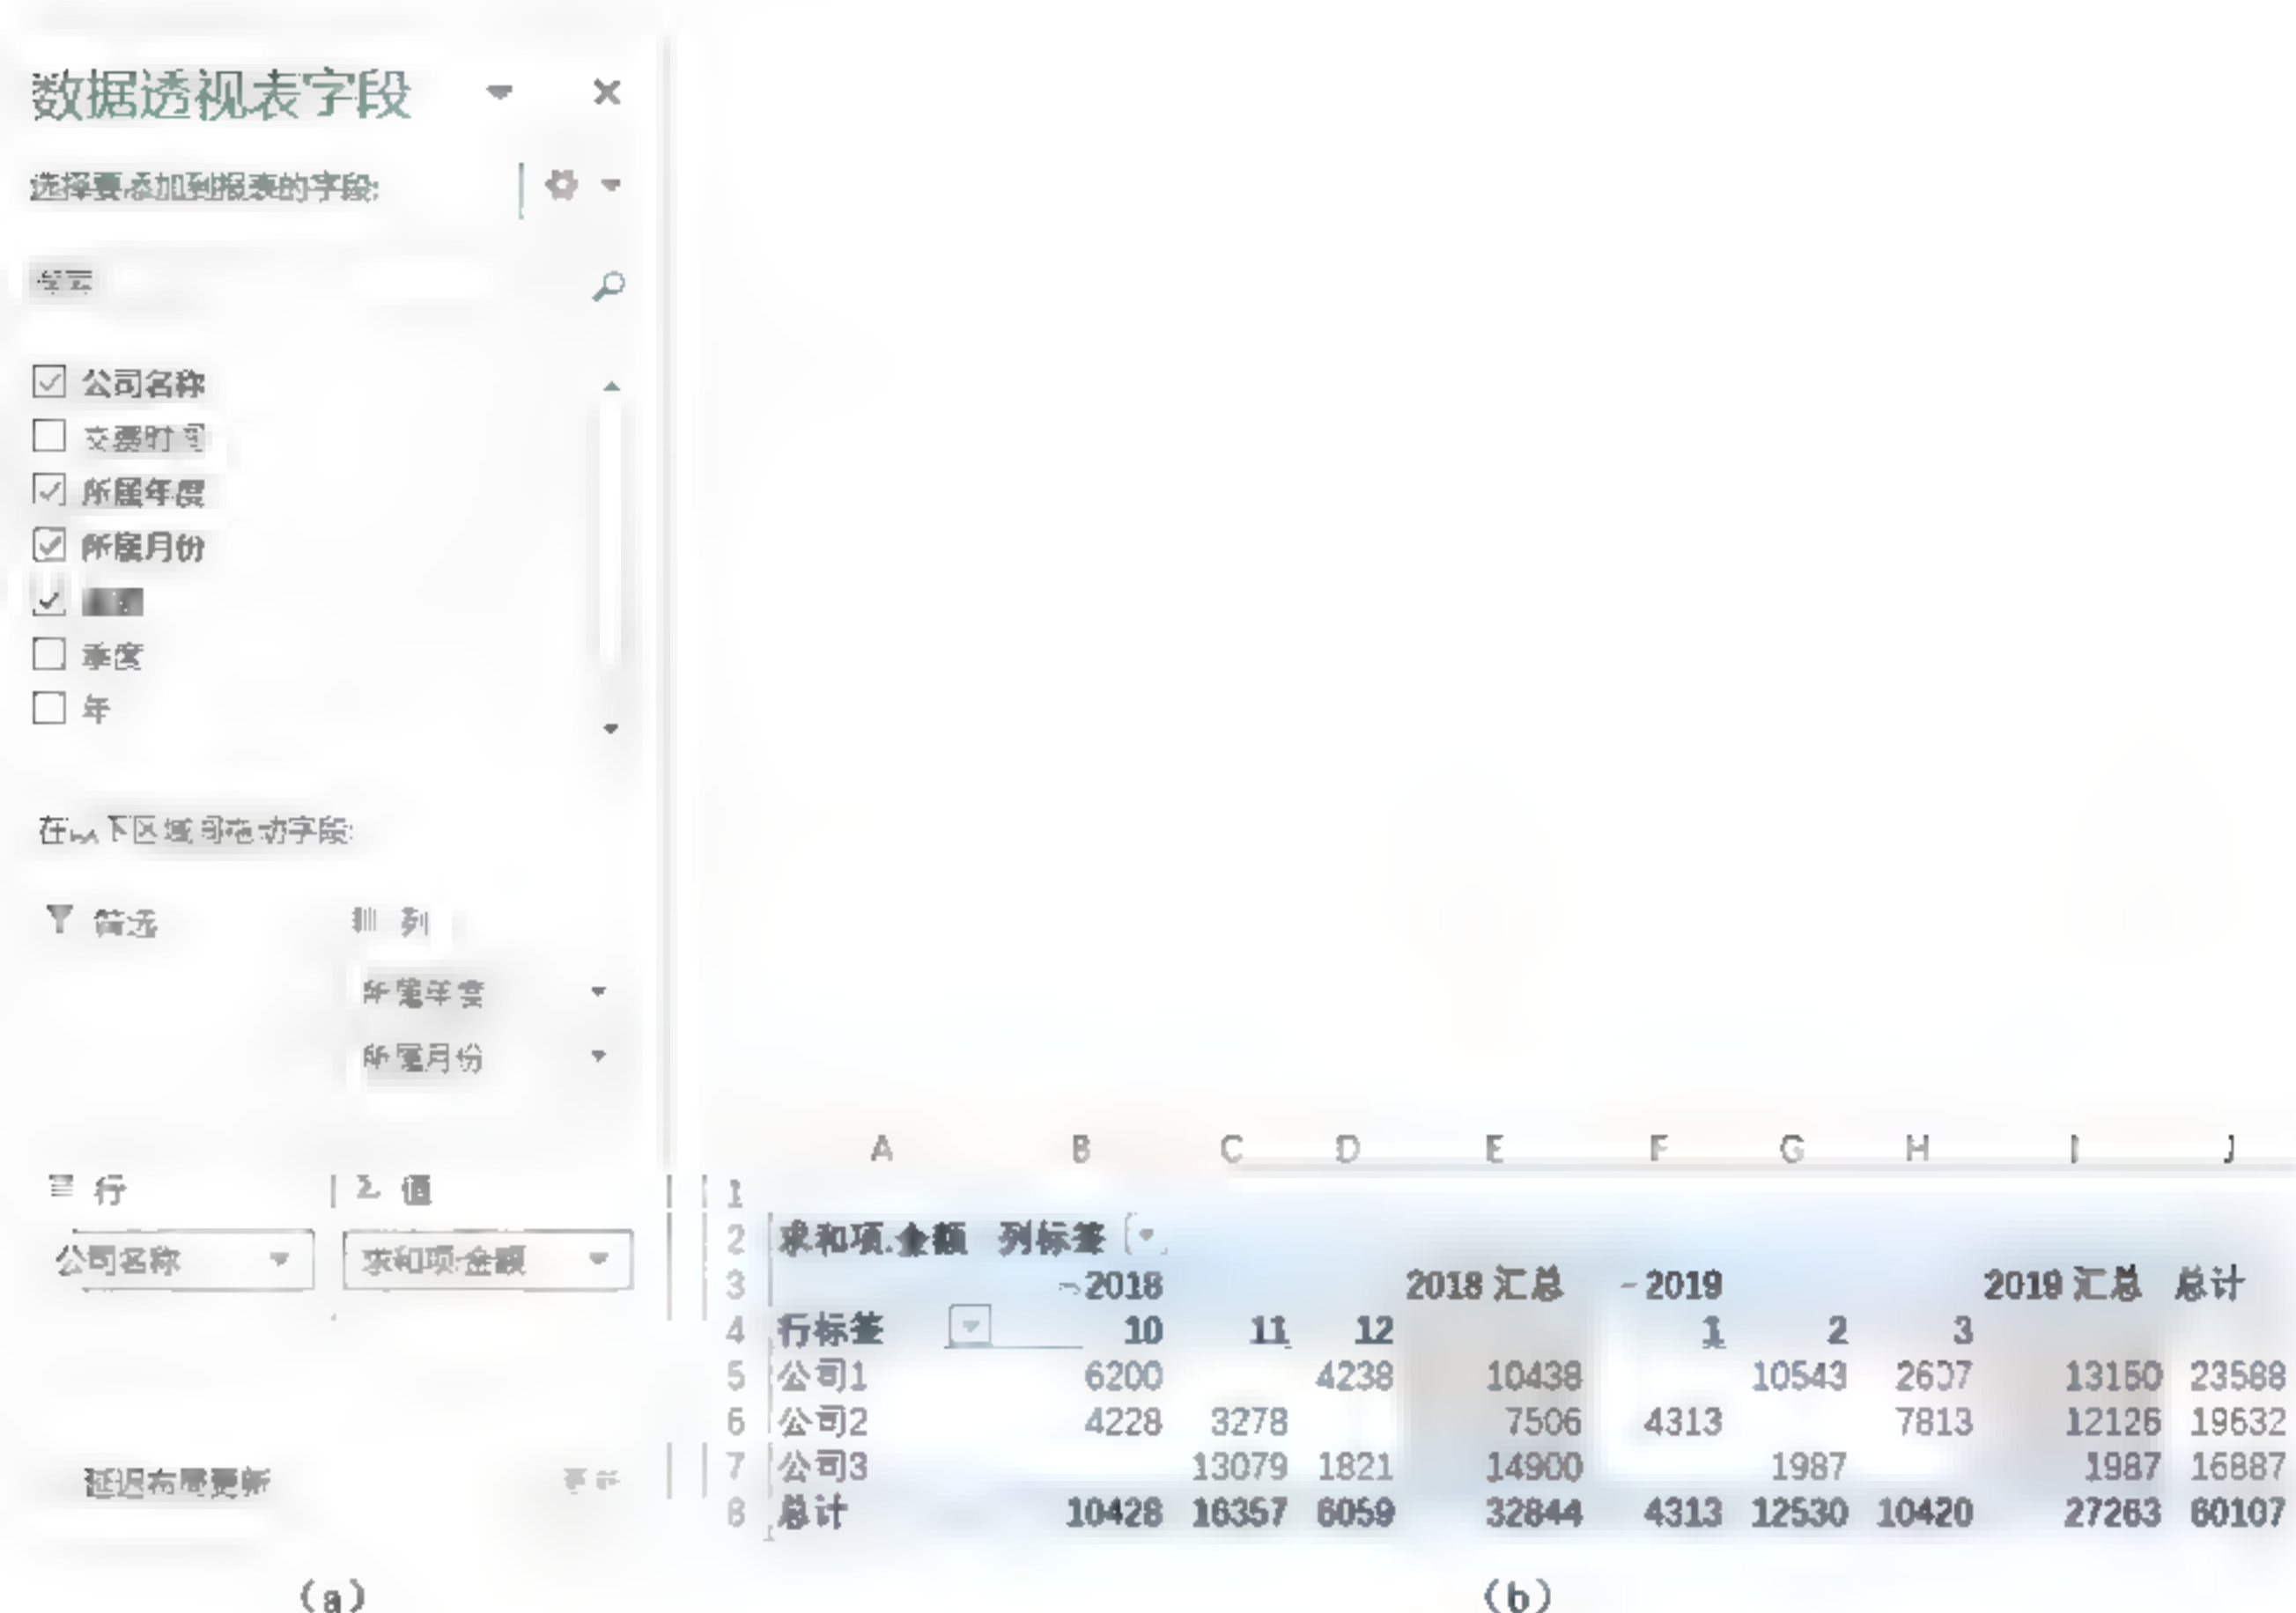 数据透视表字段
选择要添加到报表的字段:
公司名称
交费时间
所属年度
所属月份
季度
年
在以下区域间拖动字段:
筛选 列
所属年度
所属月份
行 Σ 值
公司名称 求和项:金额
延迟布局更新 更新
(a)
A B C D E F G H I J
1
2 求和项:金额 列标签
3 2018 2018 汇总 2019 2019 汇总 总计
4 行标签 10 11 12 1 2 3
5 公司1 6200 4238 10438 10543 2607 13150 23588
6 公司2 4228 3278 7506 4313 7813 12126 19632
7 公司3 13079 1821 14900 1987 1987 16887
8 总计 10428 16357 6059 32844 4313 12530 10420 27263 60107
(b)